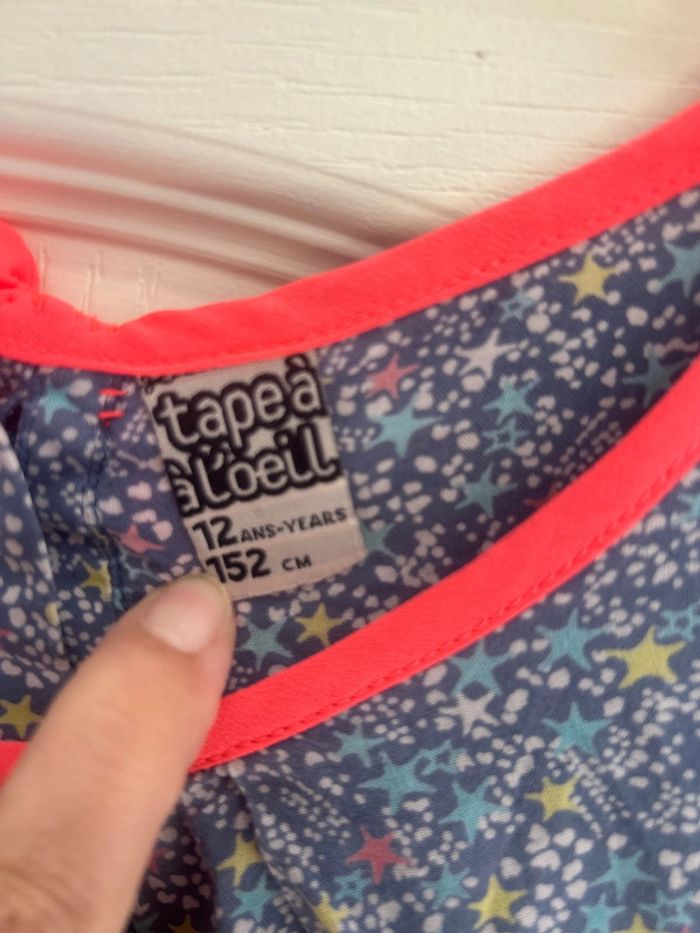 tape à
à l'oeil
12 ANS-YEARS
152 CM